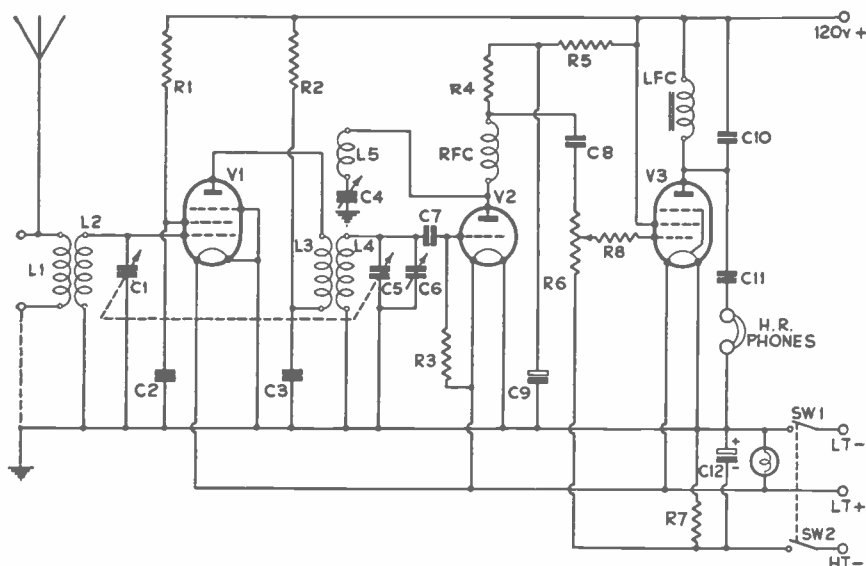 120v+
R1
R2
R4
R5
LFC
C10
L5
RFC
C8
V1
C4
V2
V3
L2
C7
L1
C1
L3
L4
C5
C6
R6
R8
C11
H.R.
PHONES
R3
C2
C3
C9
SW1
LT-
+
C12
-
LT+
R7
SW2
HT-